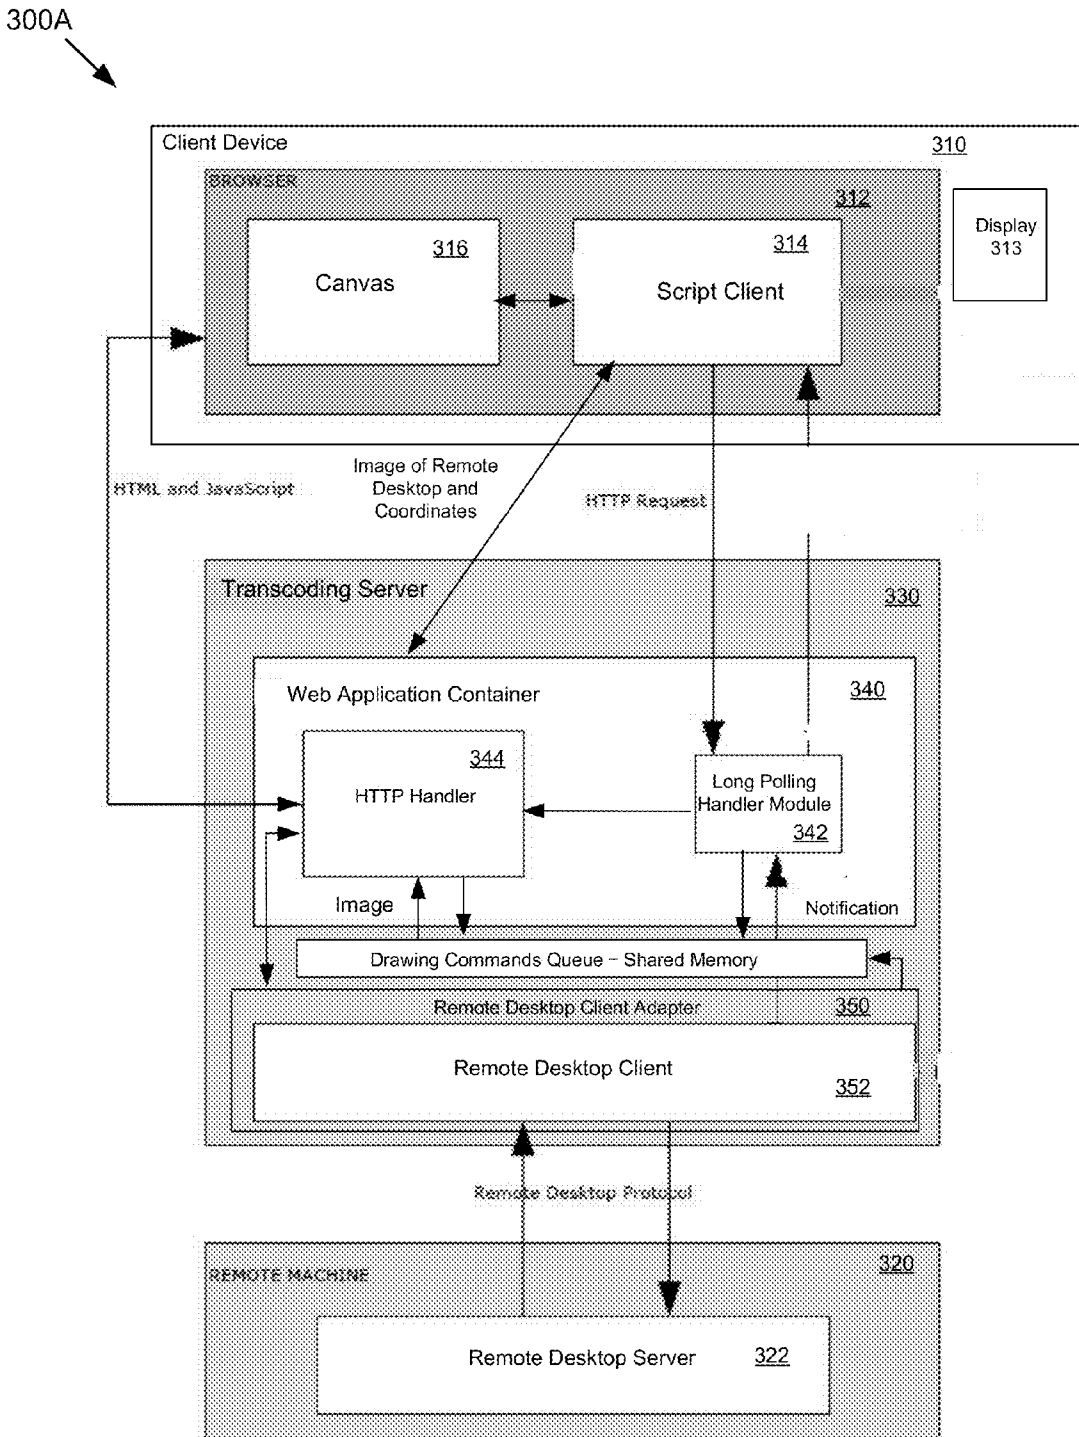 300A
Client Device
310
BROWSER
312
316
Canvas
314
Script Client
Display
313
Image of Remote
Desktop and
Coordinates
HTML and JavaScript
HTTP Request
Transcoding Server
330
Web Application Container
340
344
HTTP Handler
Long Polling
Handler Module
342
Image
Notification
Drawing Commands Queue – Shared Memory
Remote Desktop Client Adapter
350
Remote Desktop Client
352
Remote Desktop Protocol
REMOTE MACHINE
320
Remote Desktop Server
322